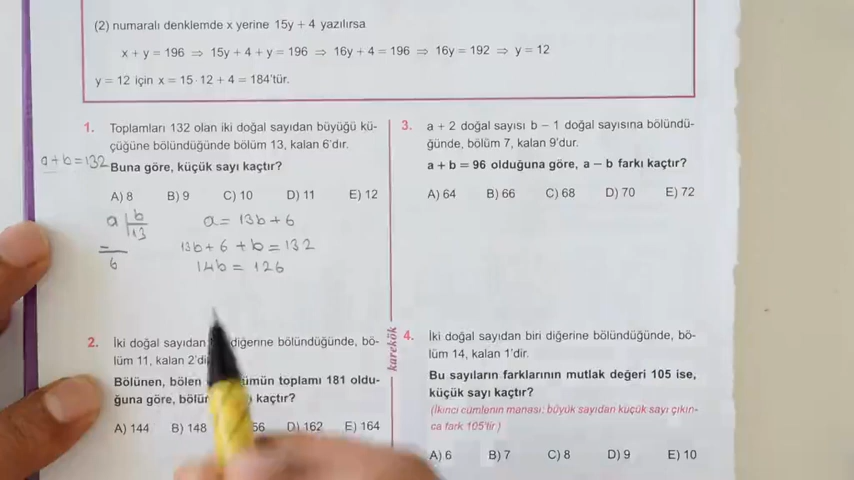 (2) numaralı denklemde x yerine 15y + 4 yazılırsa
x + y = 196 ⇒ 15y + 4 + y = 196 ⇒ 16y + 4 = 196 ⇒ 16y = 192 ⇒ y = 12
y = 12 için x = 15 · 12 + 4 = 184'tür.
1. Toplamları 132 olan iki doğal sayıdan büyüğü kü-
çüğüne bölündüğünde bölüm 13, kalan 6'dır.
a + b = 132
Buna göre, küçük sayı kaçtır?
A) 8 B) 9 C) 10 D) 11 E) 12
a b
13
6
a = 13b + 6
13b + 6 + b = 132
14b = 126
2. İki doğal sayıdan diğerine bölündüğünde, bö-
lüm 11, kalan 2'di
Bölünen, bölen ümün toplamı 181 oldu-
ğuna göre, bölün kaçtır?
A) 144 B) 148 56 D) 162 E) 164
karekök
3. a + 2 doğal sayısı b – 1 doğal sayısına bölündü-
ğünde, bölüm 7, kalan 9'dur.
a + b = 96 olduğuna göre, a – b farkı kaçtır?
A) 64 B) 66 C) 68 D) 70 E) 72
4. İki doğal sayıdan biri diğerine bölündüğünde, bö-
lüm 14, kalan 1'dir.
Bu sayıların farklarının mutlak değeri 105 ise,
küçük sayı kaçtır?
(İkinci cümlenin manası: büyük sayıdan küçük sayı çıkın-
ca fark 105'tir.)
A) 6 B) 7 C) 8 D) 9 E) 10